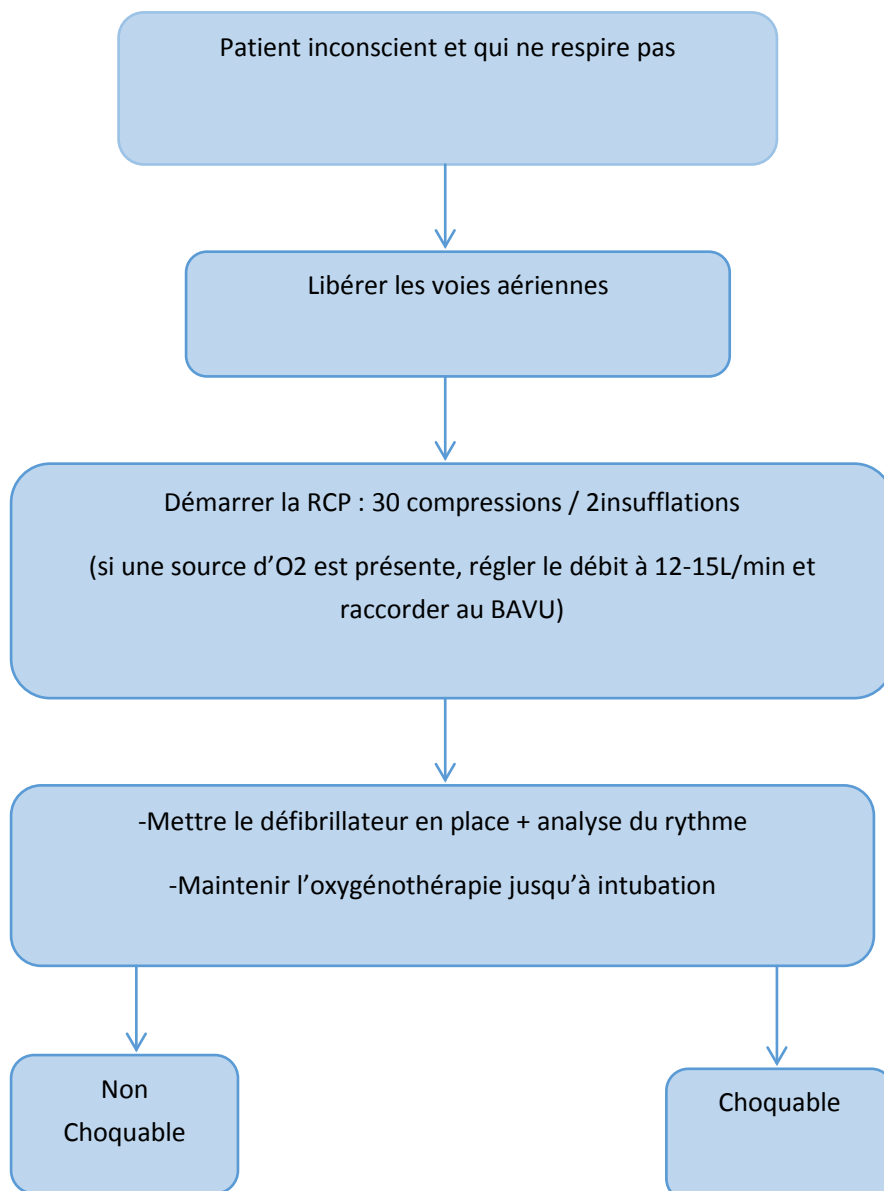 Patient inconscient et qui ne respire pas
Libérer les voies aériennes
Démarrer la RCP : 30 compressions / 2insufflations
(si une source d’O2 est présente, régler le débit à 12-15L/min et
raccorder au BAVU)
-Mettre le défibrillateur en place + analyse du rythme
-Maintenir l’oxygénothérapie jusqu’à intubation
Non
Choquable
Choquable